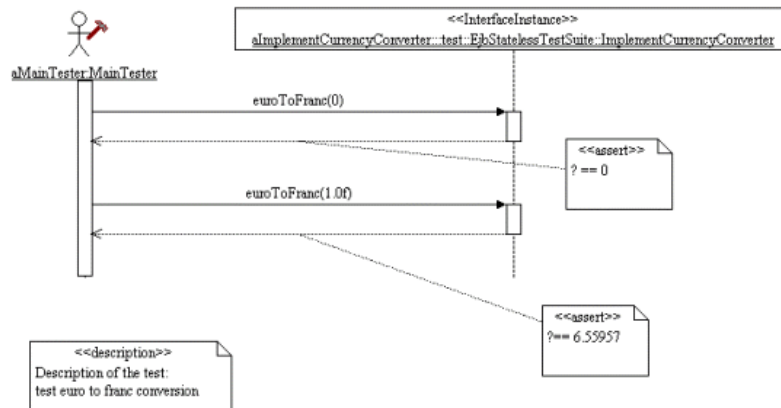 <<InterfaceInstance>>
aImplementCurrencyConverter:::test::EjbStatelessTestSuite::ImplementCurrencyConverter
aMainTester:MainTester
euroToFranc(0)
<<assert>>
? == 0
euroToFranc(1.0f)
<<assert>>
?== 6.55957
<<description>>
Description of the test:
test euro to franc conversion